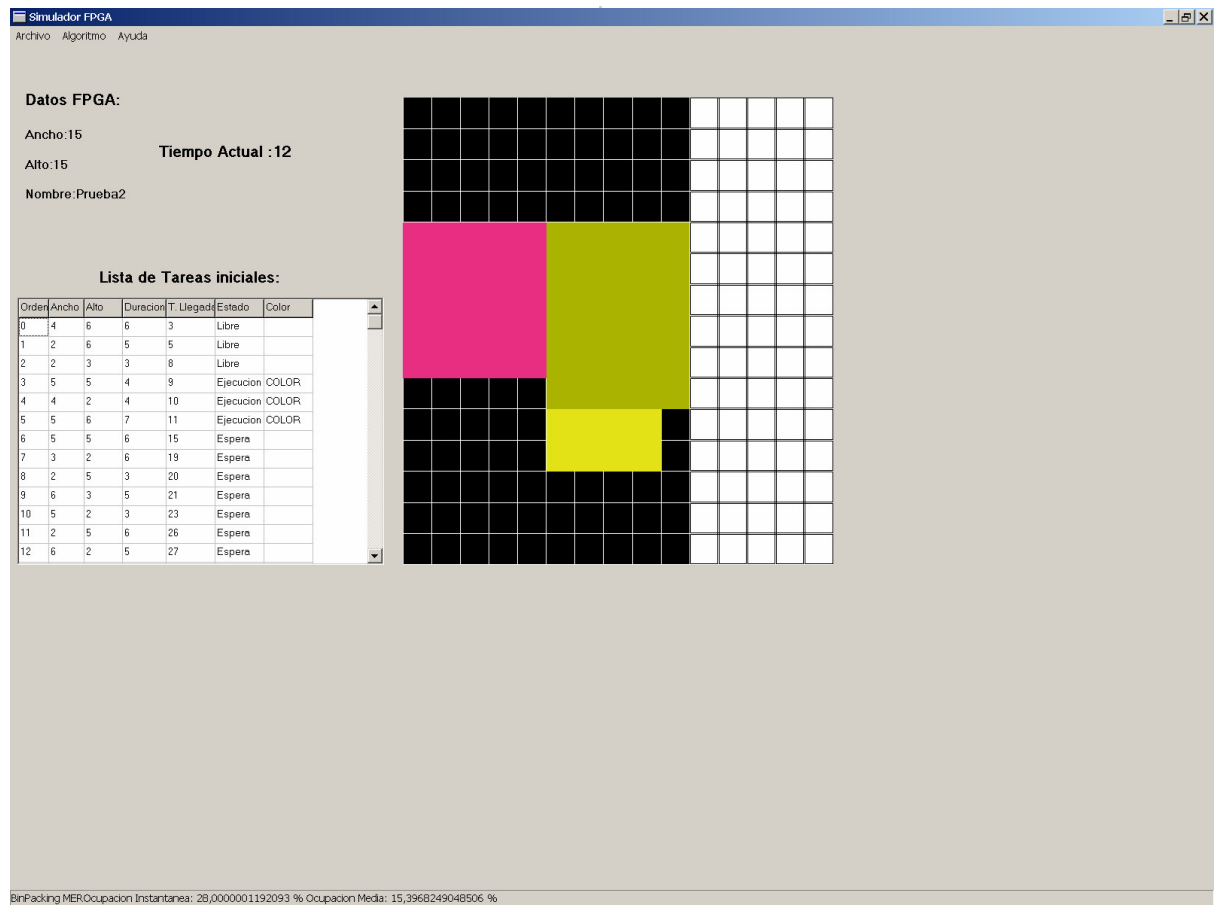 Simulador FPGA
Archivo Algoritmo Ayuda
Datos FPGA:
Ancho:15
Tiempo Actual :12
Alto:15
Nombre:Prueba2
Lista de Tareas iniciales:
Orden Ancho Alto Duracion T. Llegada Estado Color
0 4 6 6 3 Libre
1 2 6 5 5 Libre
2 2 3 3 8 Libre
3 5 5 4 9 Ejecucion COLOR
4 4 2 4 10 Ejecucion COLOR
5 5 6 7 11 Ejecucion COLOR
6 5 5 6 15 Espera
7 3 2 6 19 Espera
8 2 5 3 20 Espera
9 6 3 5 21 Espera
10 5 2 3 23 Espera
11 2 5 6 26 Espera
12 6 2 5 27 Espera
BinPacking MEROcupacion Instantanea: 28,0000001192093 % Ocupacion Media: 15,3968249048506 %